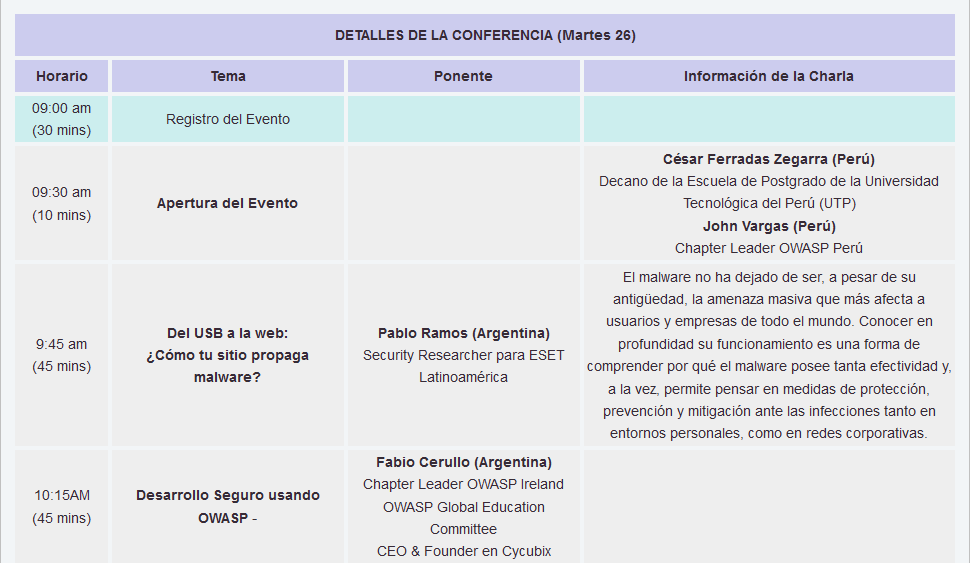 DETALLES DE LA CONFERENCIA (Martes 26)
Horario Tema Ponente Información de la Charla
09:00 am
(30 mins)
Registro del Evento
09:30 am
(10 mins)
Apertura del Evento
César Ferradas Zegarra (Perú)
Decano de la Escuela de Postgrado de la Universidad
Tecnológica del Perú (UTP)
John Vargas (Perú)
Chapter Leader OWASP Perú
9:45 am
(45 mins)
Del USB a la web:
¿Cómo tu sitio propaga
malware?
Pablo Ramos (Argentina)
Security Researcher para ESET
Latinoamérica
El malware no ha dejado de ser, a pesar de su
antigüedad, la amenaza masiva que más afecta a
usuarios y empresas de todo el mundo. Conocer en
profundidad su funcionamiento es una forma de
comprender por qué el malware posee tanta efectividad y,
a la vez, permite pensar en medidas de protección,
prevención y mitigación ante las infecciones tanto en
entornos personales, como en redes corporativas.
10:15AM
(45 mins)
Desarrollo Seguro usando
OWASP -
Fabio Cerullo (Argentina)
Chapter Leader OWASP Ireland
OWASP Global Education
Committee
CEO & Founder en Cycubix